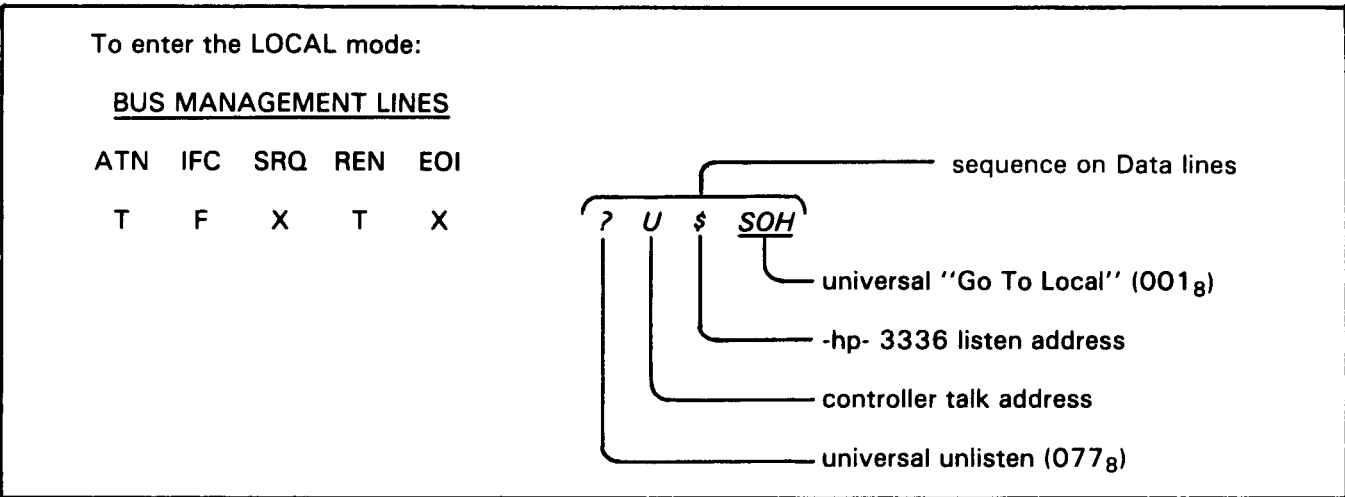 To enter the LOCAL mode:
BUS MANAGEMENT LINES
ATN IFC SRQ REN EOI
T F X T X
sequence on Data lines
? U $ SOH
universal "Go To Local" (001₈)
-hp- 3336 listen address
controller talk address
universal unlisten (077₈)